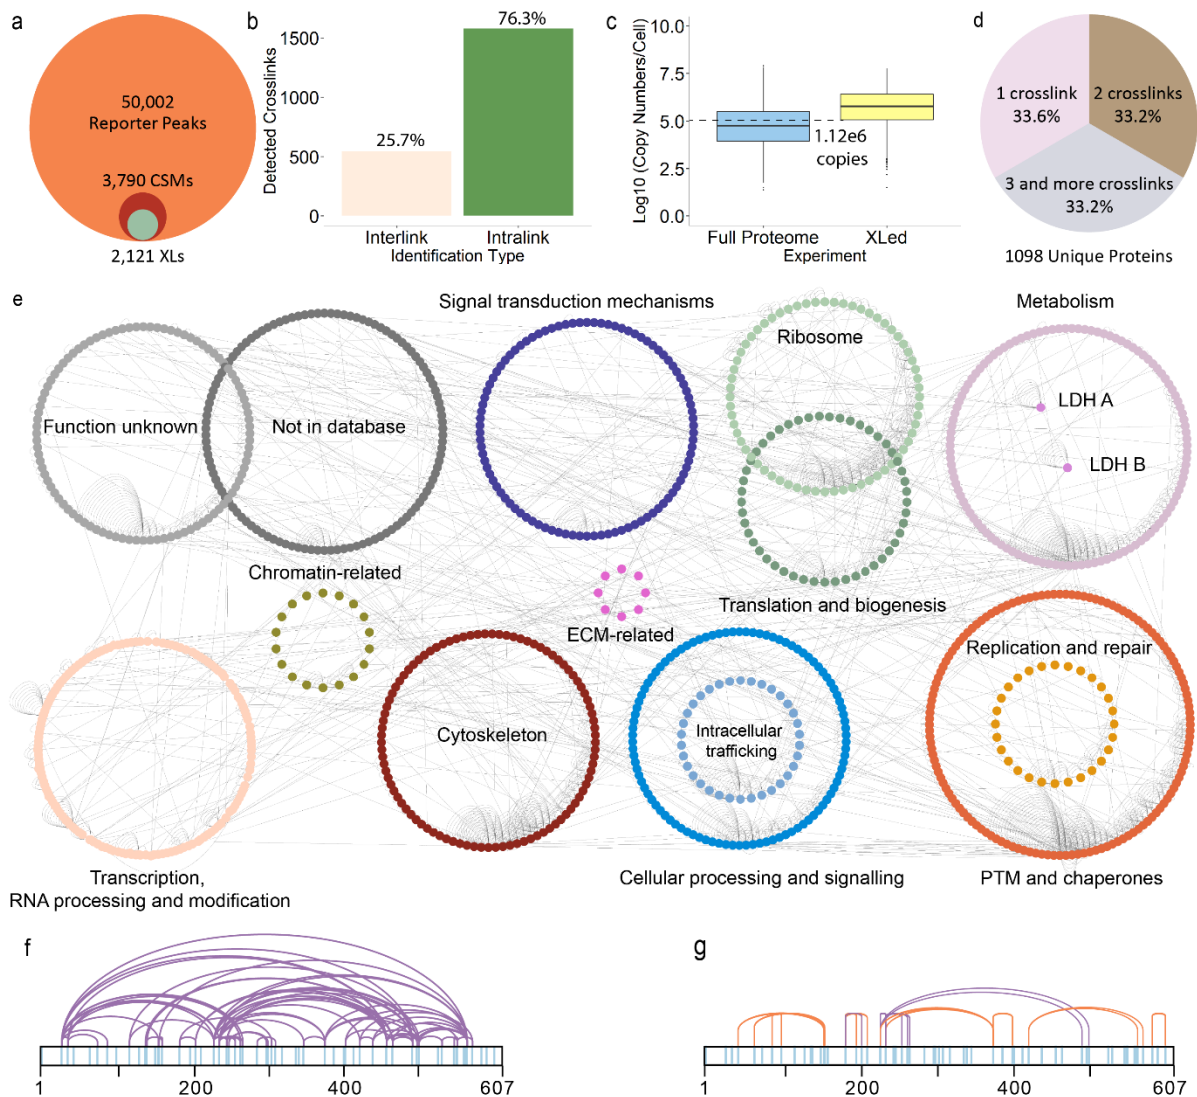 a
50,002
Reporter Peaks
3,790 CSMs
2,121 XLs
b
Detected Crosslinks
1500
1000
500
0
25.7%
76.3%
Interlink
Intralink
Identification Type
c
Log10 (Copy Numbers/Cell)
10.0
7.5
5.0
2.5
0.0
1.12e6
copies
Full Proteome
XLed
Experiment
d
1 crosslink
33.6%
2 crosslinks
33.2%
3 and more crosslinks
33.2%
1098 Unique Proteins
e
Signal transduction mechanisms
Metabolism
Ribosome
Function unknown
Not in database
LDH A
LDH B
Chromatin-related
ECM-related
Translation and biogenesis
Replication and repair
Cytoskeleton
Intracellular
trafficking
Transcription,
RNA processing and modification
Cellular processing and signalling
PTM and chaperones
f
1
200
400
607
g
1
200
400
607